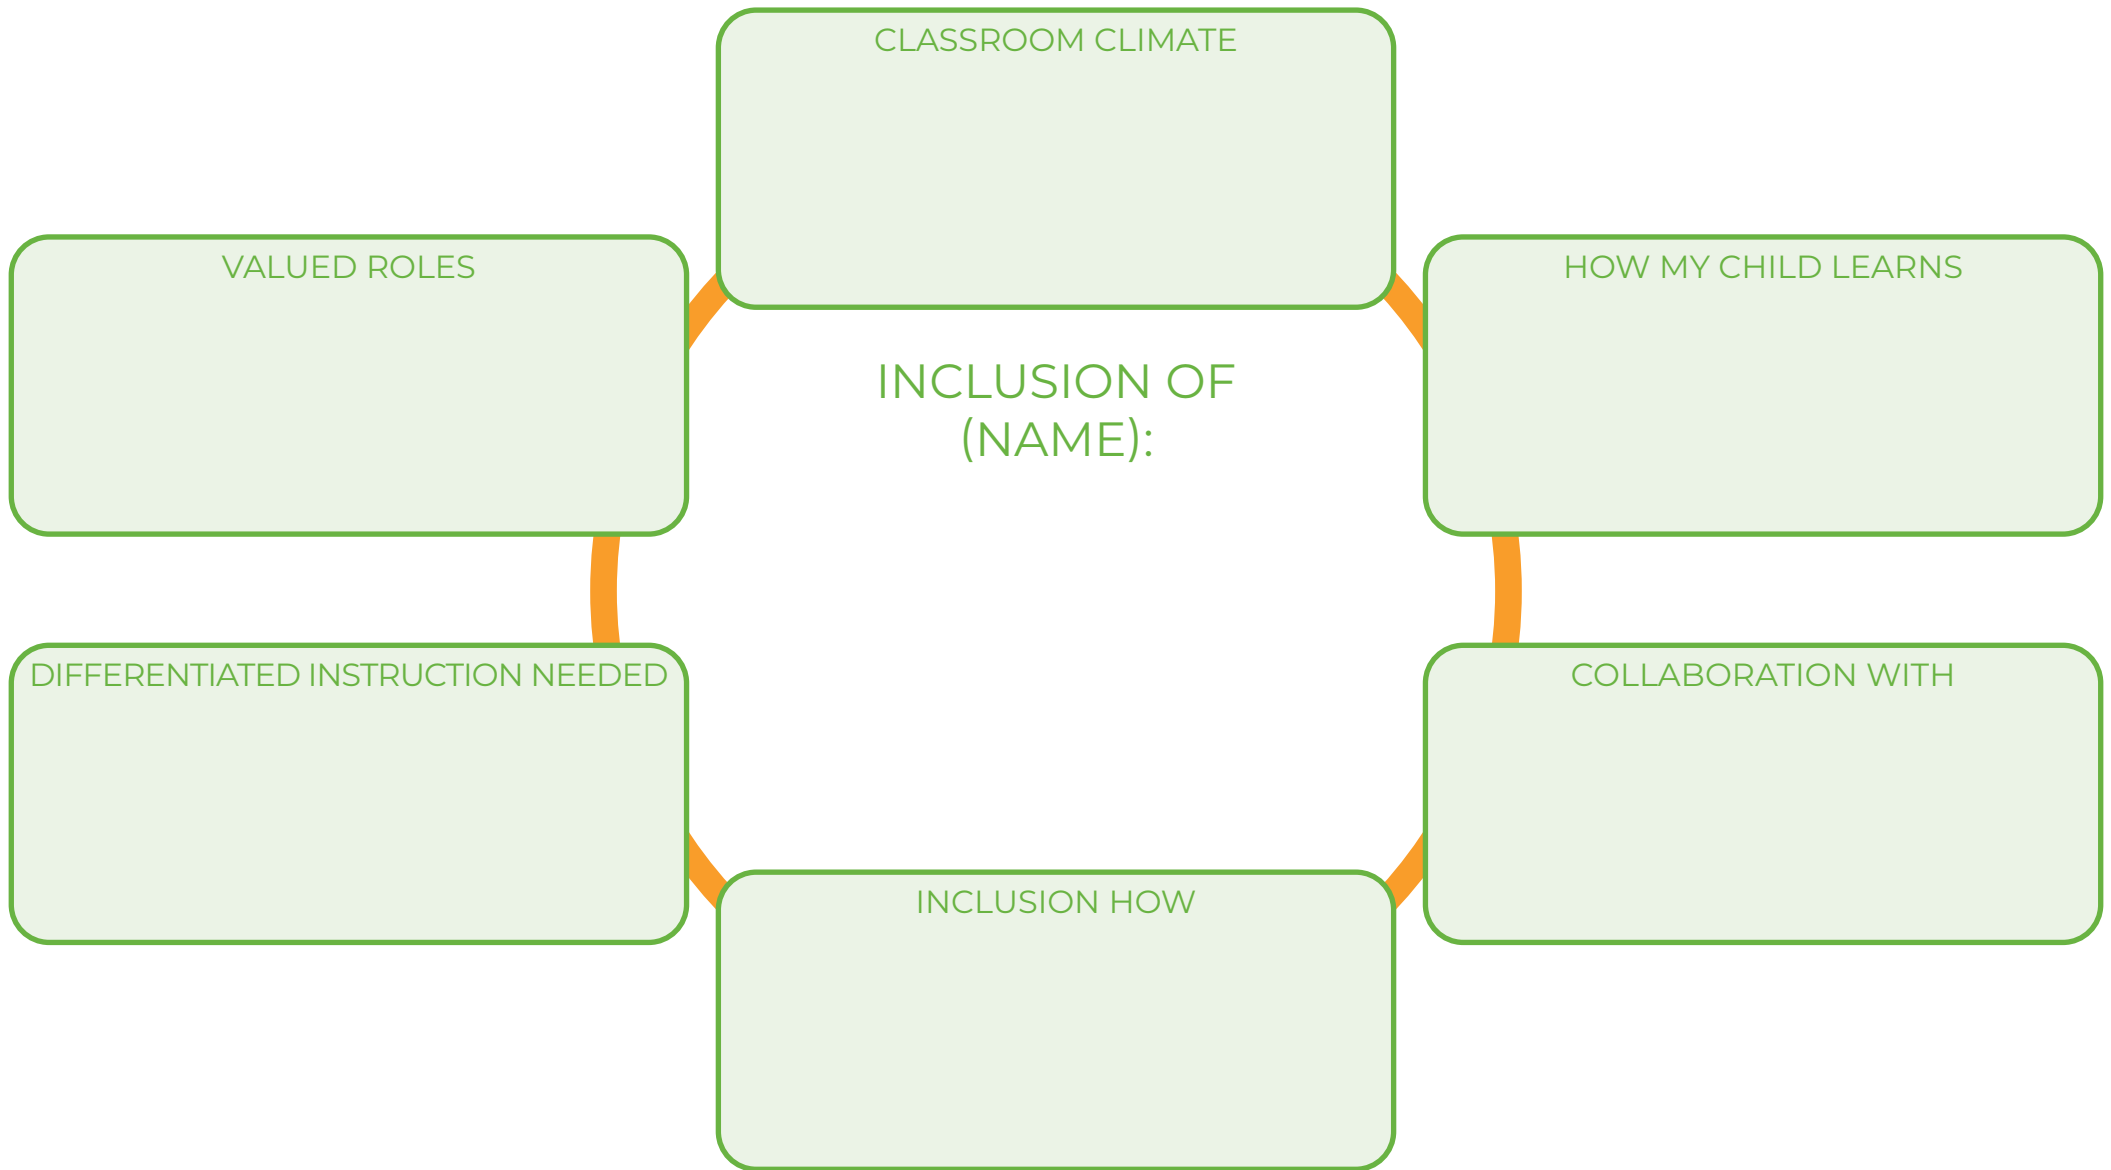 CLASSROOM CLIMATE
VALUED ROLES
HOW MY CHILD LEARNS
INCLUSION OF
(NAME):
DIFFERENTIATED INSTRUCTION NEEDED
COLLABORATION WITH
INCLUSION HOW